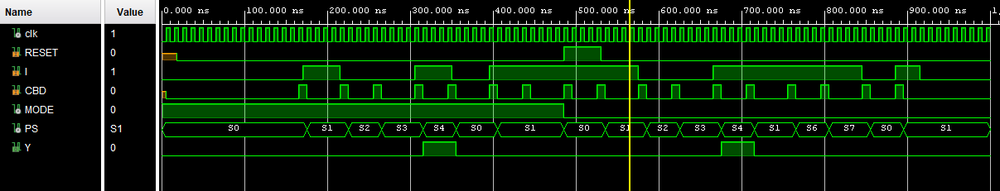 Name Value 0.000 ns 100.000 ns 200.000 ns 300.000 ns 400.000 ns 500.000 ns 600.000 ns 700.000 ns 800.000 ns 900.000 ns 1,
clk 1
RESET 0
I 1
CBD 0
MODE 0
PS S1 S0 S1 S2 S3 S4 S0 S1 S0 S1 S2 S3 S4 S1 S6 S7 S0 S1
Y 0